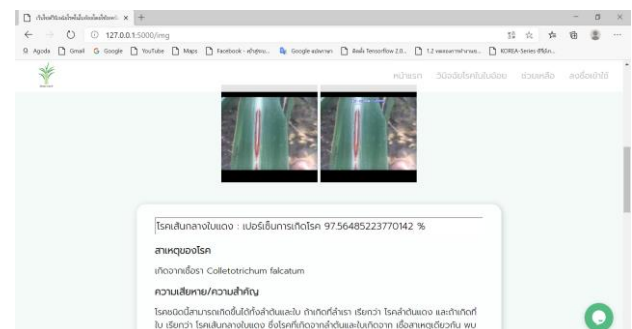 127.0.0.1:5000/img
Agoda Gmail Google YouTube Maps
หน้าแรก วินิจฉัยโรคใบอ้อย ช่วยเหลือ ลงชื่อเข้าใช้
โรคเส้นกลางใบแดง : เปอร์เซ็นการเกิดโรค 97.56485223770142 %
สาเหตุของโรค
เกิดจากเชื้อรา Colletotrichum falcatum
ความเสียหาย/ความสำคัญ
โรคชนิดนี้สามารถเกิดขึ้นได้ทั้งลำต้นและใบ ถ้าเกิดที่ลำเรา เรียกว่า โรคลำต้นแดง และถ้าเกิดที่
ใบ เรียกว่า โรคเส้นกลางใบแดง ซึ่งโรคที่เกิดจากลำต้นและใบเกิดจาก เชื้อสาเหตุเดียวกัน พบ